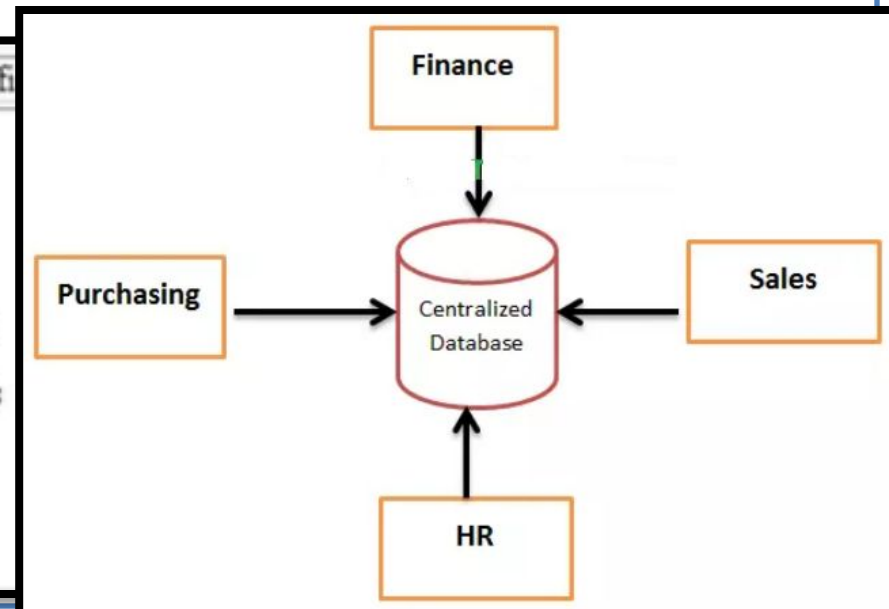 Finance
Purchasing
Sales
Centralized
Database
HR